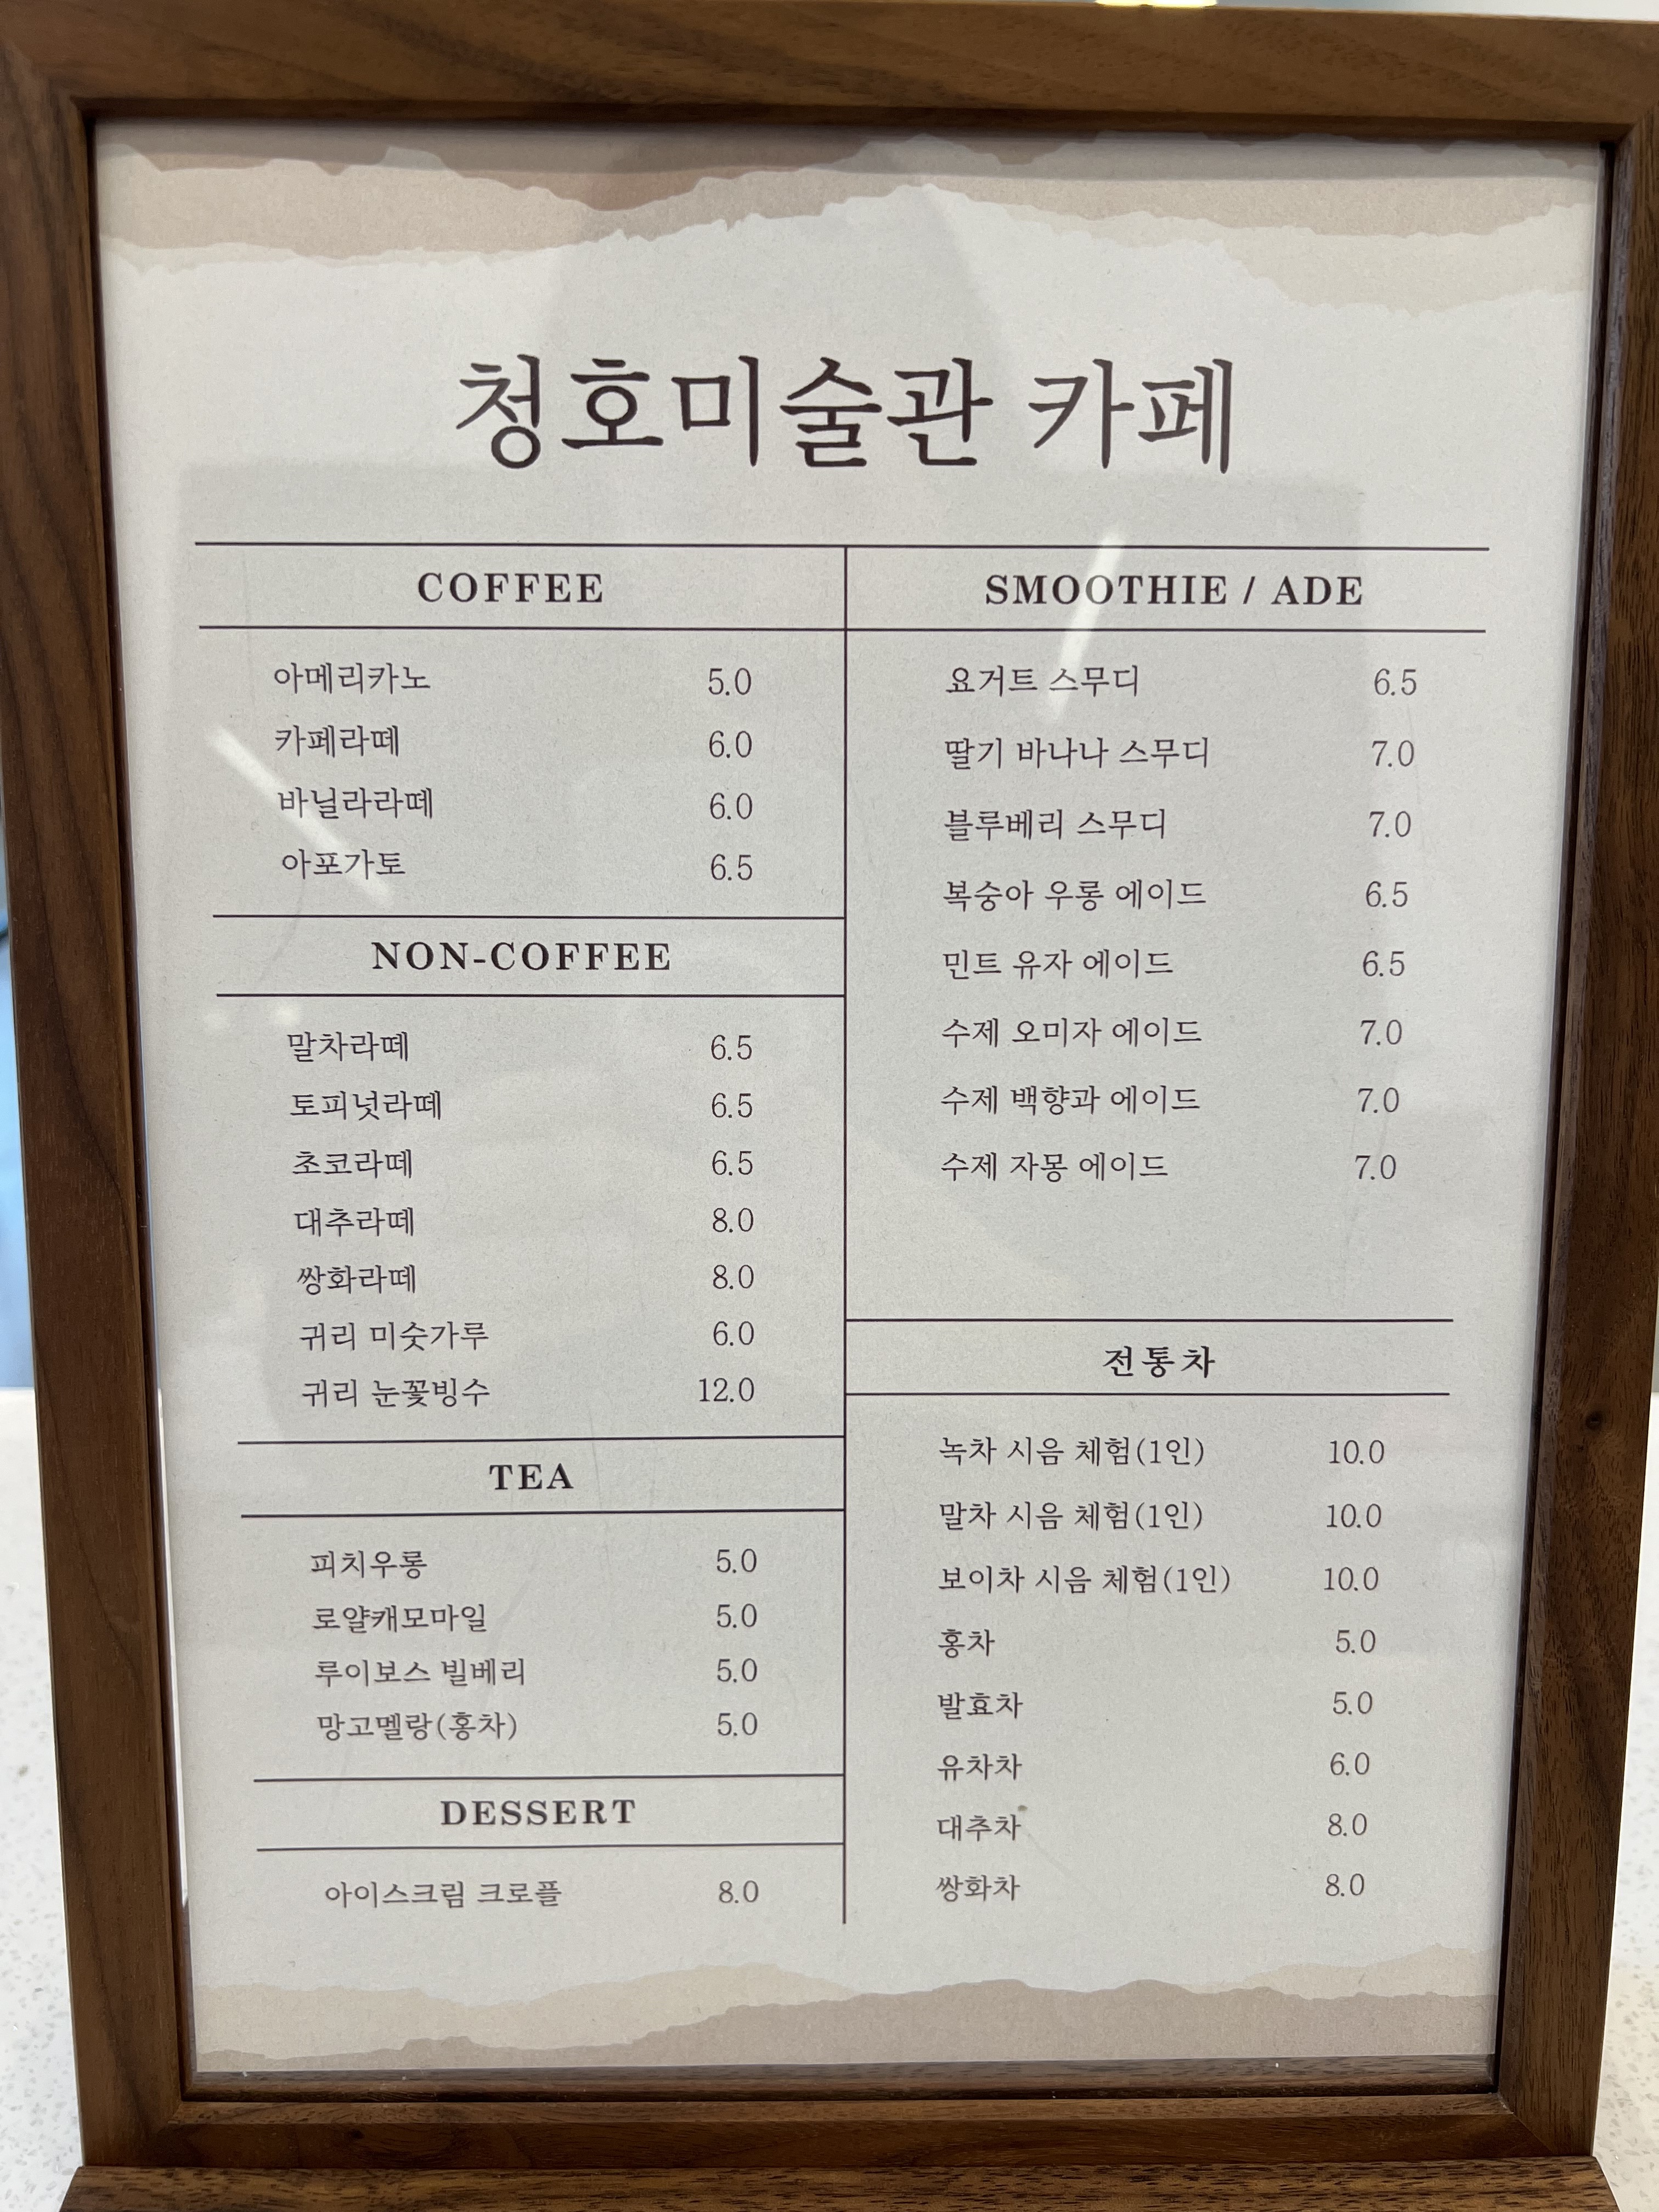 청호미술관 카페
COFFEE
아메리카노 5.0
카페라떼 6.0
바닐라라떼 6.0
아포가토 6.5
NON-COFFEE
말차라떼 6.5
토피넛라떼 6.5
초코라떼 6.5
대추라떼 8.0
쌍화라떼 8.0
귀리 미숫가루 6.0
귀리 눈꽃빙수 12.0
TEA
피치우롱 5.0
로얄캐모마일 5.0
루이보스 빌베리 5.0
망고멜랑(홍차) 5.0
DESSERT
아이스크림 크로플 8.0
SMOOTHIE / ADE
요거트 스무디 6.5
딸기 바나나 스무디 7.0
블루베리 스무디 7.0
복숭아 우롱 에이드 6.5
민트 유자 에이드 6.5
수제 오미자 에이드 7.0
수제 백향과 에이드 7.0
수제 자몽 에이드 7.0
전통차
녹차 시음 체험(1인) 10.0
말차 시음 체험(1인) 10.0
보이차 시음 체험(1인) 10.0
홍차 5.0
발효차 5.0
유차차 6.0
대추차 8.0
쌍화차 8.0